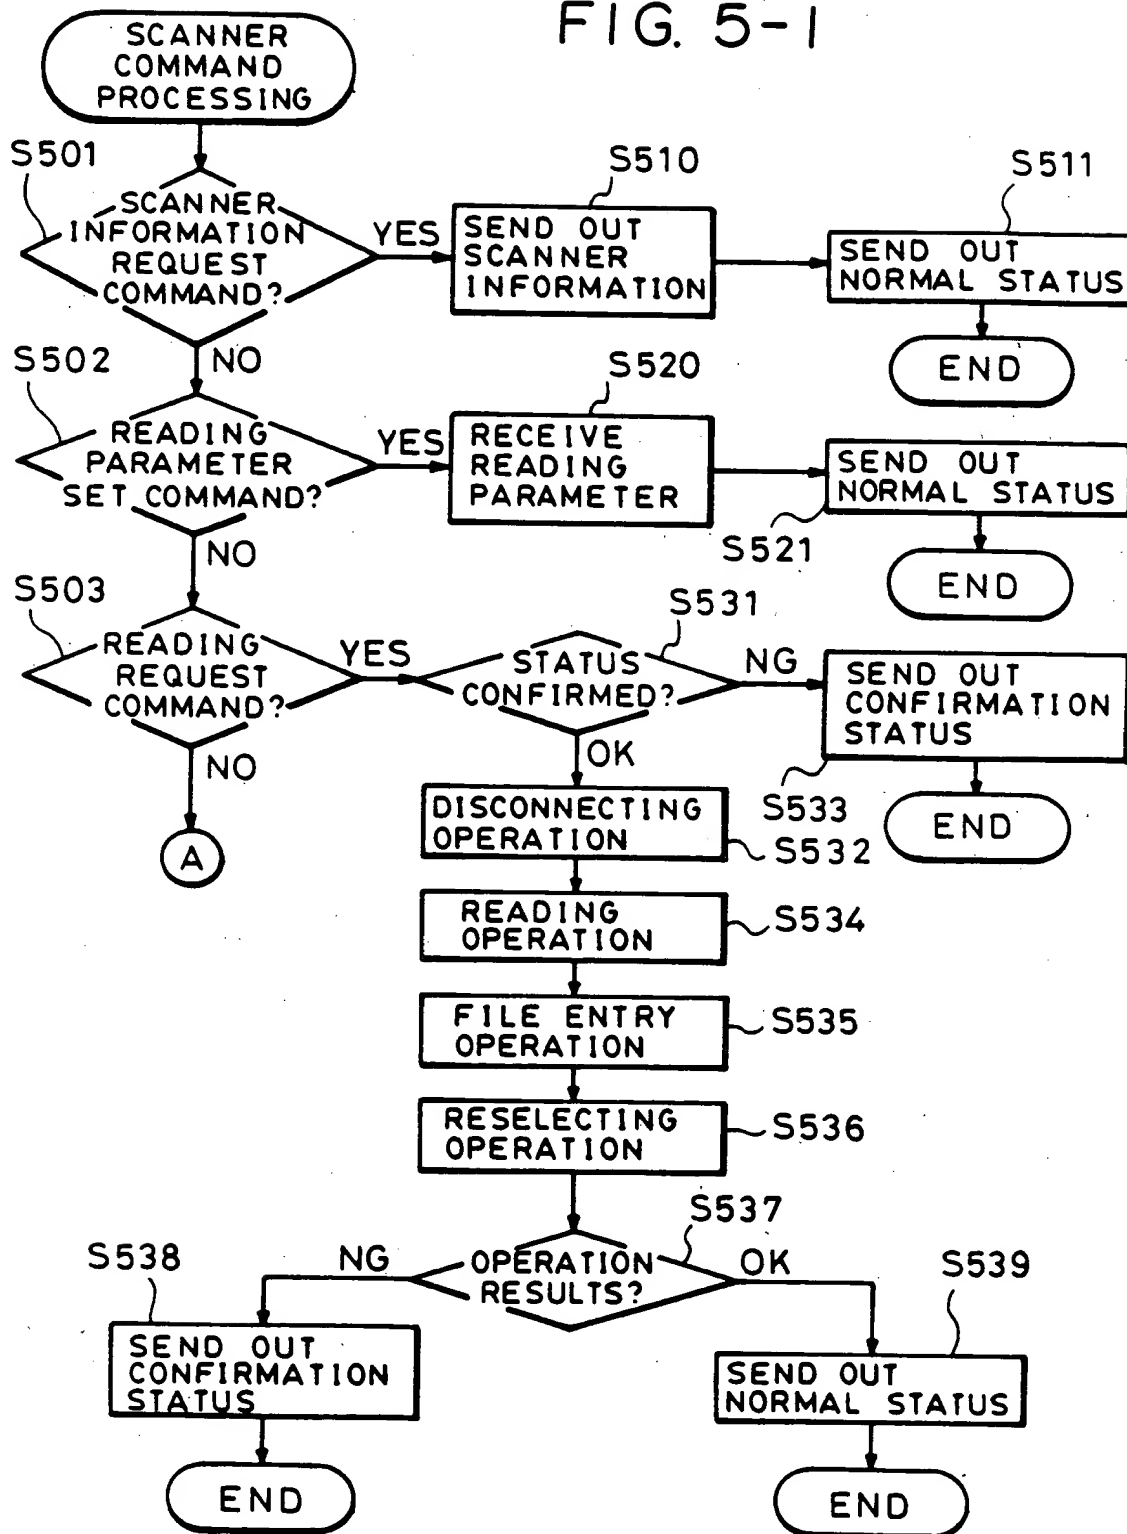 FIG. 5-1
SCANNER
COMMAND
PROCESSING
S501
SCANNER
INFORMATION
REQUEST
COMMAND?
YES
NO
S510
SEND OUT
SCANNER
INFORMATION
S511
SEND OUT
NORMAL STATUS
END
S502
READING
PARAMETER
SET COMMAND?
YES
NO
S520
RECEIVE
READING
PARAMETER
SEND OUT
NORMAL STATUS
S521
END
S503
READING
REQUEST
COMMAND?
YES
NO
A
S531
STATUS
CONFIRMED?
NG
OK
SEND OUT
CONFIRMATION
STATUS
S533
END
DISCONNECTING
OPERATION
S532
READING
OPERATION
S534
FILE ENTRY
OPERATION
S535
RESELECTING
OPERATION
S536
S537
OPERATION
RESULTS?
NG
OK
S538
SEND OUT
CONFIRMATION
STATUS
END
S539
SEND OUT
NORMAL STATUS
END